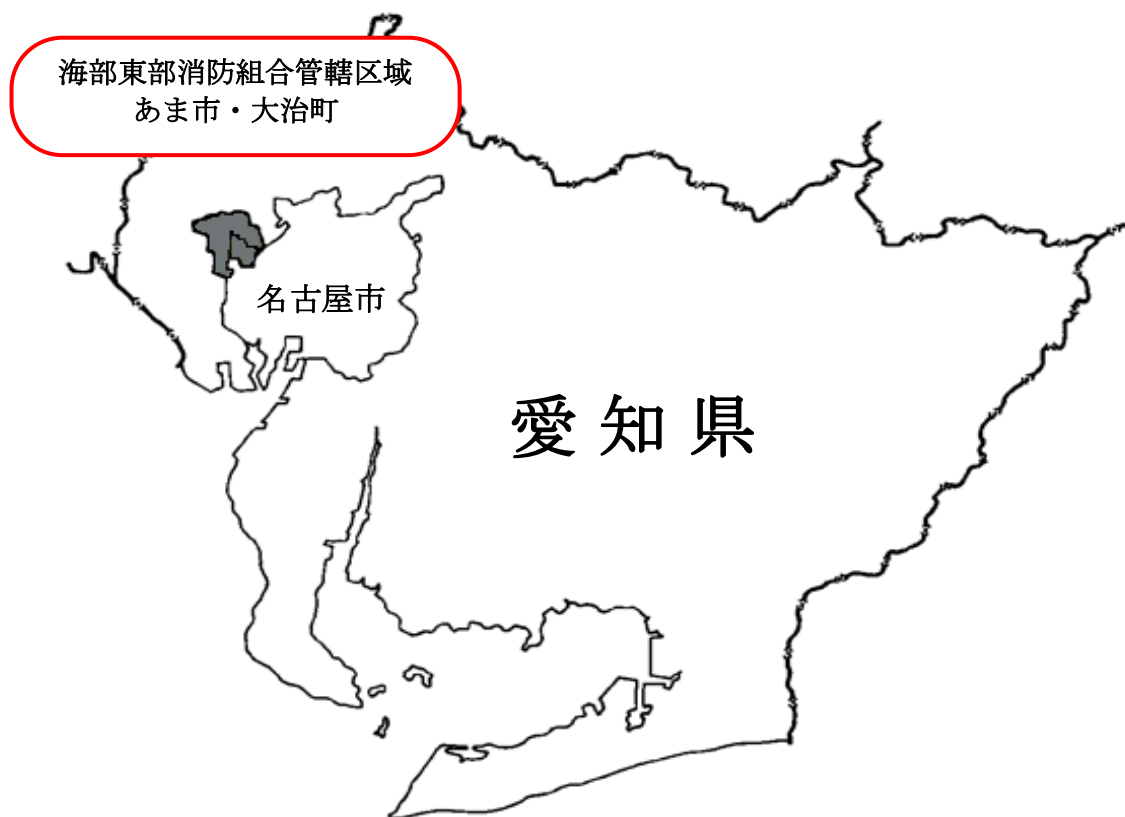 海部東部消防組合管轄区域
あま市・大治町
名古屋市
愛知県